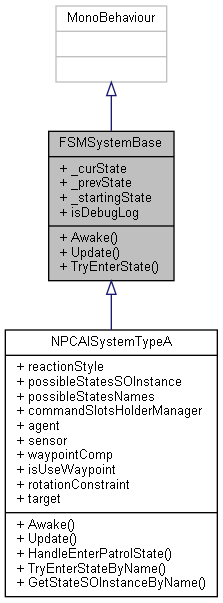 MonoBehaviour
FSMSystemBase
+ _curState
+ _prevState
+ _startingState
+ isDebugLog
+ Awake()
+ Update()
+ TryEnterState()
NPCAISystemTypeA
+ reactionStyle
+ possibleStatesSOInstance
+ possibleStatesNames
+ commandSlotsHolderManager
+ agent
+ sensor
+ waypointComp
+ isUseWaypoint
+ rotationConstraint
+ target
+ Awake()
+ Update()
+ HandleEnterPatrolState()
+ TryEnterStateByName()
+ GetStateSOInstanceByName()